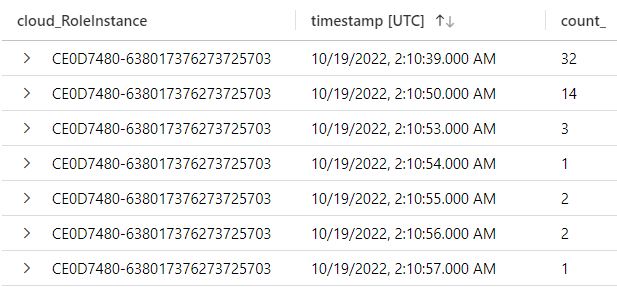 cloud_RoleInstance timestamp [UTC] count_
CE0D7480-638017376273725703 10/19/2022, 2:10:39.000 AM 32
CE0D7480-638017376273725703 10/19/2022, 2:10:50.000 AM 14
CE0D7480-638017376273725703 10/19/2022, 2:10:53.000 AM 3
CE0D7480-638017376273725703 10/19/2022, 2:10:54.000 AM 1
CE0D7480-638017376273725703 10/19/2022, 2:10:55.000 AM 2
CE0D7480-638017376273725703 10/19/2022, 2:10:56.000 AM 2
CE0D7480-638017376273725703 10/19/2022, 2:10:57.000 AM 1